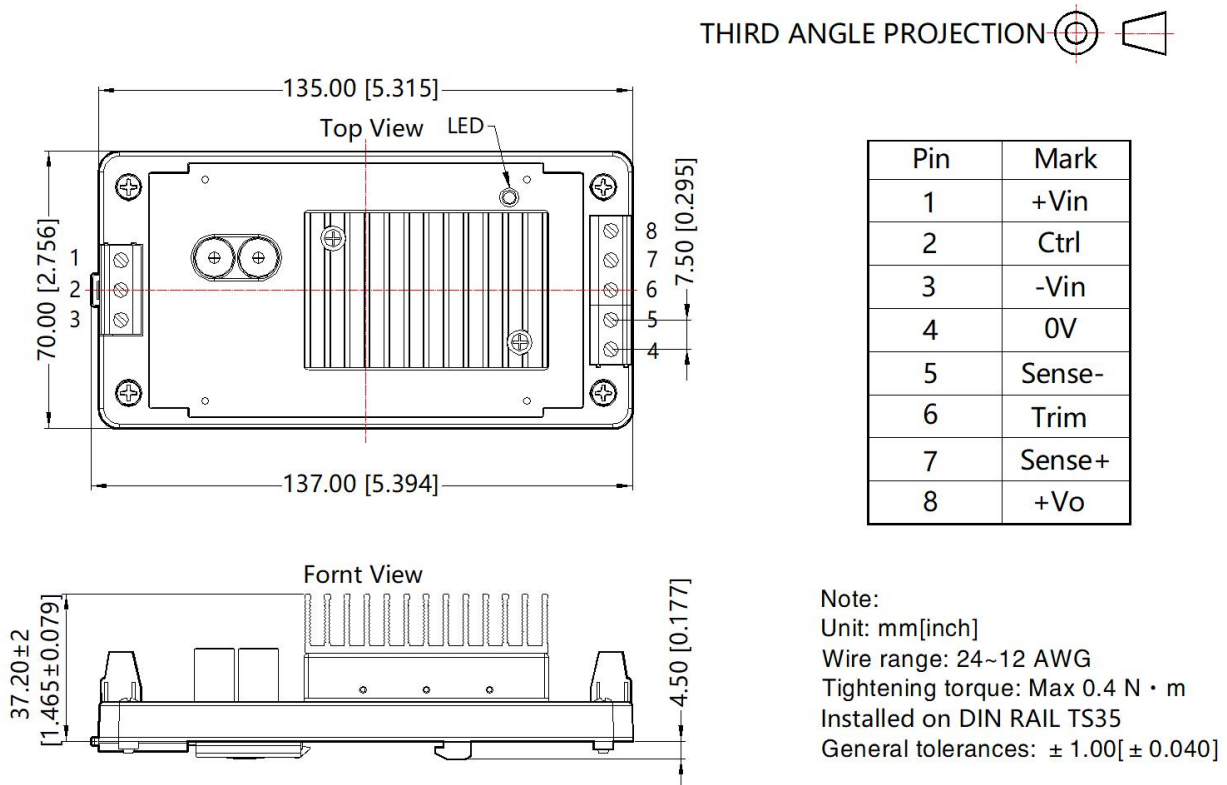 THIRD ANGLE PROJECTION
135.00 [5.315]
Top View
LED
70.00 [2.756]
1
2
3
8
7
6
5
4
7.50 [0.295]
137.00 [5.394]
Pin Mark
1 +Vin
2 Ctrl
3 -Vin
4 0V
5 Sense-
6 Trim
7 Sense+
8 +Vo
Fornt View
37.20±2
[1.465±0.079]
4.50 [0.177]
Note:
Unit: mm[inch]
Wire range: 24~12 AWG
Tightening torque: Max 0.4 N・m
Installed on DIN RAIL TS35
General tolerances: ± 1.00[ ± 0.040]